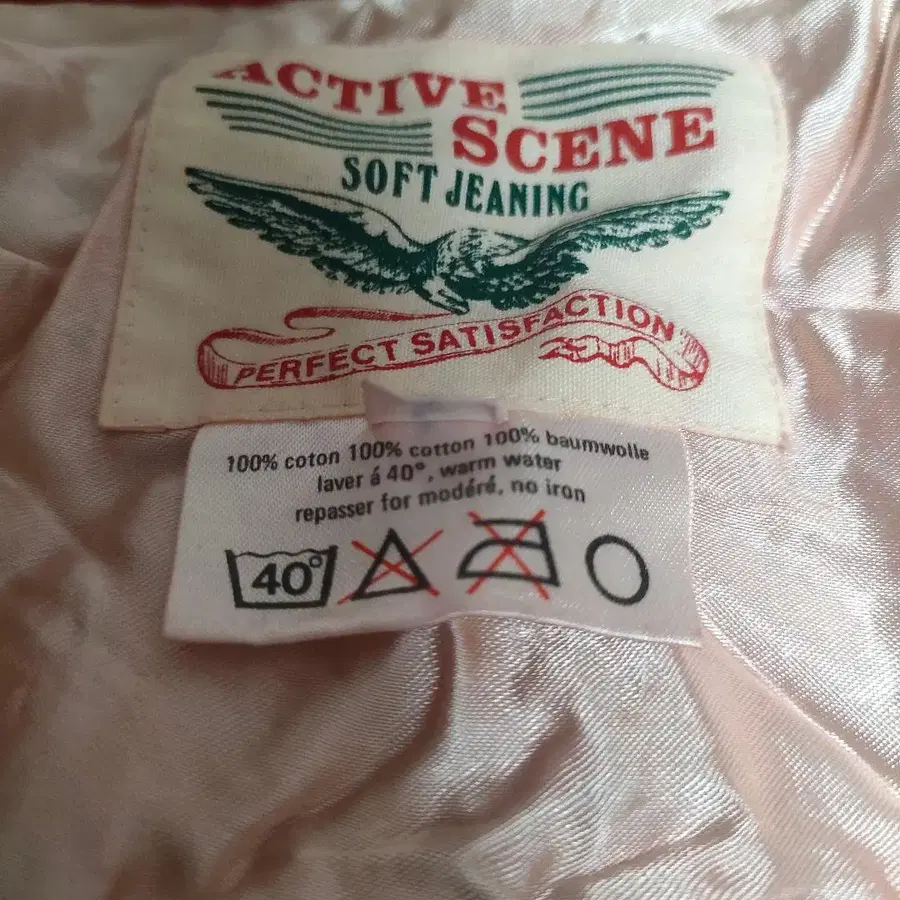 ACTIVE
SCENE
SOFT JEANING
PERFECT SATISFACTION
100% coton 100% cotton 100% baumwolle
laver á 40°, warm water
repasser for modéré, no iron
40°